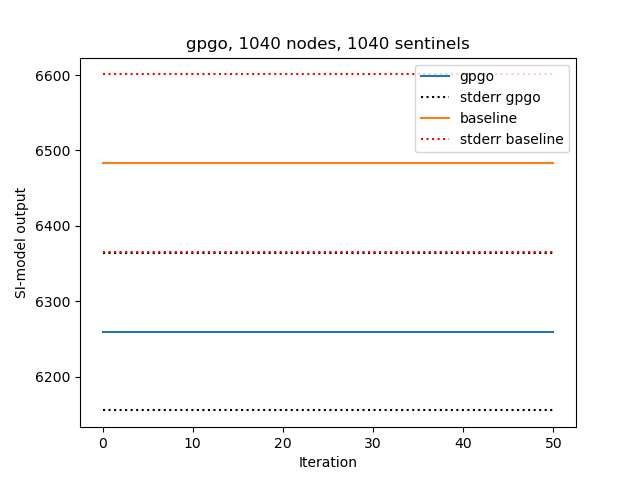 gpgo, 1040 nodes, 1040 sentinels
gpgo
stderr gpgo
baseline
stderr baseline
SI-model output
6600
6500
6400
6300
6200
0 10 20 30 40 50
Iteration